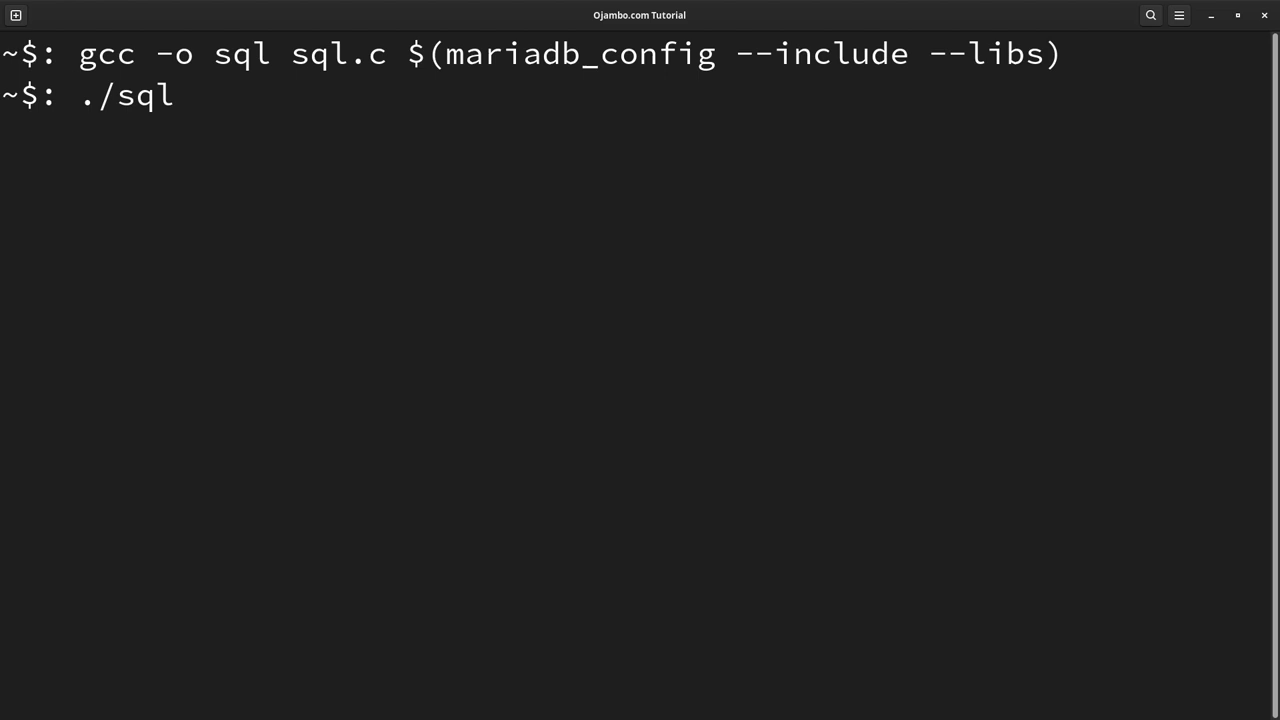 Ojambo.com Tutorial
~$: gcc -o sql sql.c $(mariadb_config --include --libs)
~$: ./sql